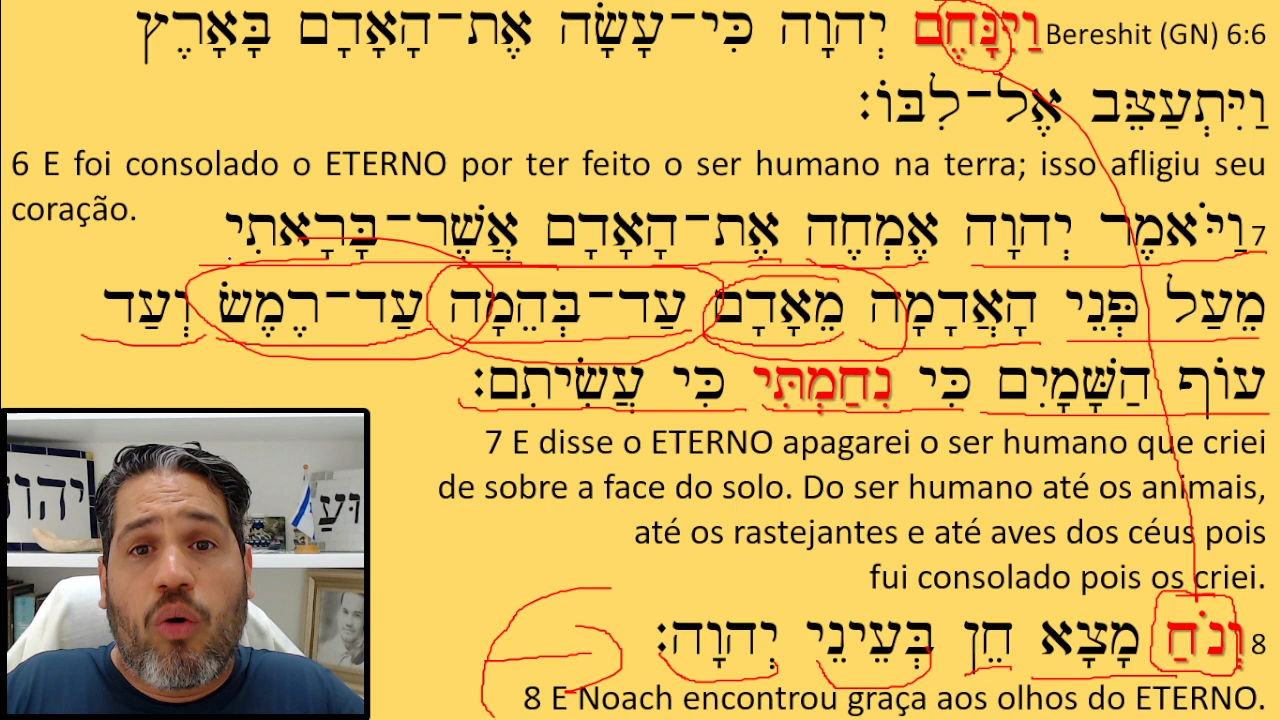 Bereshit (GN) 6:6 וַיִּנָּחֶם יְהוָה כִּי־עָשָׂה אֶת־הָאָדָם בָּאָרֶץ
וַיִּתְעַצֵּב אֶל־לִבּוֹ׃
6 E foi consolado o ETERNO por ter feito o ser humano na terra; isso afligiu seu
coração.
7 וַיֹּאמֶר יְהוָה אֶמְחֶה אֶת־הָאָדָם אֲשֶׁר־בָּרָאתִי
מֵעַל פְּנֵי הָאֲדָמָה מֵאָדָם עַד־בְּהֵמָה עַד־רֶמֶשׂ וְעַד
עוֹף הַשָּׁמָיִם כִּי נִחַמְתִּי כִּי עֲשִׂיתִם׃
7 E disse o ETERNO apagarei o ser humano que criei
de sobre a face do solo. Do ser humano até os animais,
até os rastejantes e até aves dos céus pois
fui consolado pois os criei.
8 וְנֹחַ מָצָא חֵן בְּעֵינֵי יְהוָה׃
8 E Noach encontrou graça aos olhos do ETERNO.